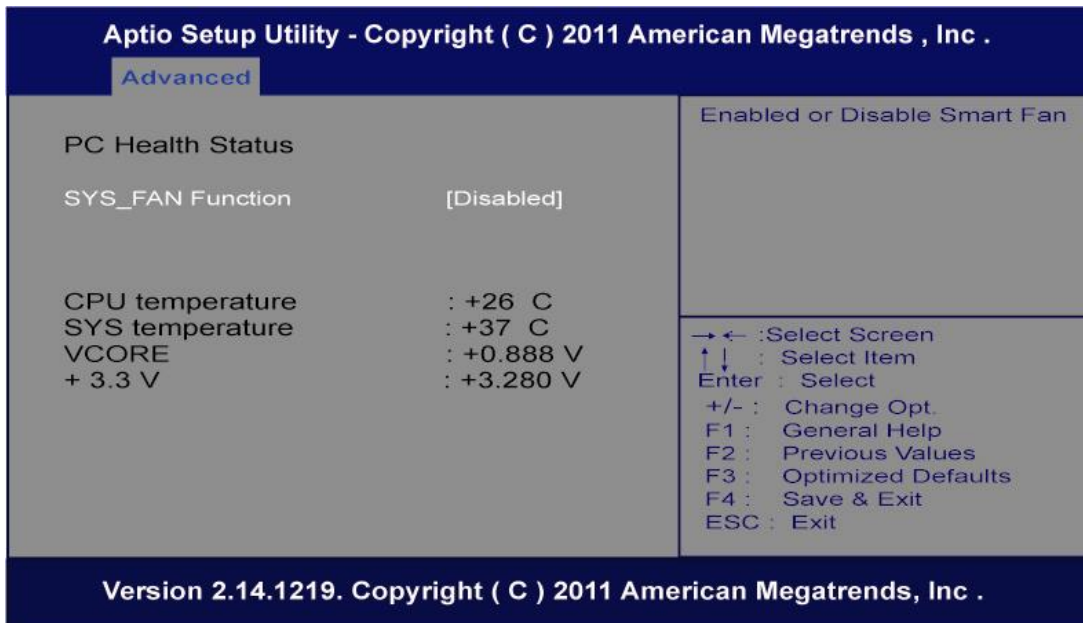 Aptio Setup Utility - Copyright ( C ) 2011 American Megatrends , Inc .
Advanced
PC Health Status
SYS_FAN Function [Disabled]
CPU temperature : +26 C
SYS temperature : +37 C
VCORE : +0.888 V
+ 3.3 V : +3.280 V
Enabled or Disable Smart Fan
→← :Select Screen
↑↓ : Select Item
Enter : Select
+/- : Change Opt.
F1 : General Help
F2 : Previous Values
F3 : Optimized Defaults
F4 : Save & Exit
ESC : Exit
Version 2.14.1219. Copyright ( C ) 2011 American Megatrends, Inc .